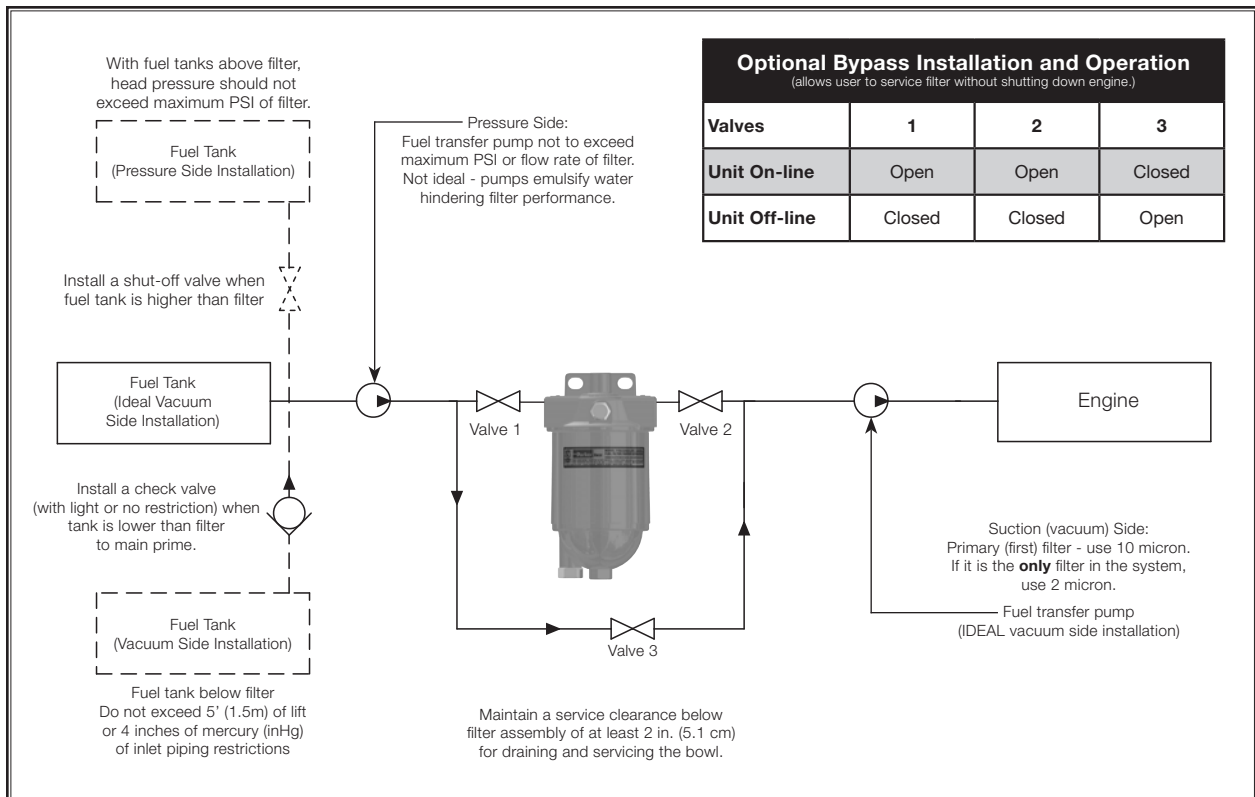 With fuel tanks above filter,
head pressure should not
exceed maximum PSI of filter.
Fuel Tank
(Pressure Side Installation)
Install a shut-off valve when
fuel tank is higher than filter
Fuel Tank
(Ideal Vacuum
Side Installation)
Install a check valve
(with light or no restriction) when
tank is lower than filter
to main prime.
Fuel Tank
(Vacuum Side Installation)
Fuel tank below filter
Do not exceed 5’ (1.5m) of lift
or 4 inches of mercury (inHg)
of inlet piping restrictions
Pressure Side:
Fuel transfer pump not to exceed
maximum PSI or flow rate of filter.
Not ideal - pumps emulsify water
hindering filter performance.
Optional Bypass Installation and Operation
(allows user to service filter without shutting down engine.)
Valves 1 2 3
Unit On-line Open Open Closed
Unit Off-line Closed Closed Open
Valve 1
Valve 2
Valve 3
Engine
Maintain a service clearance below
filter assembly of at least 2 in. (5.1 cm)
for draining and servicing the bowl.
Suction (vacuum) Side:
Primary (first) filter - use 10 micron.
If it is the only filter in the system,
use 2 micron.
Fuel transfer pump
(IDEAL vacuum side installation)